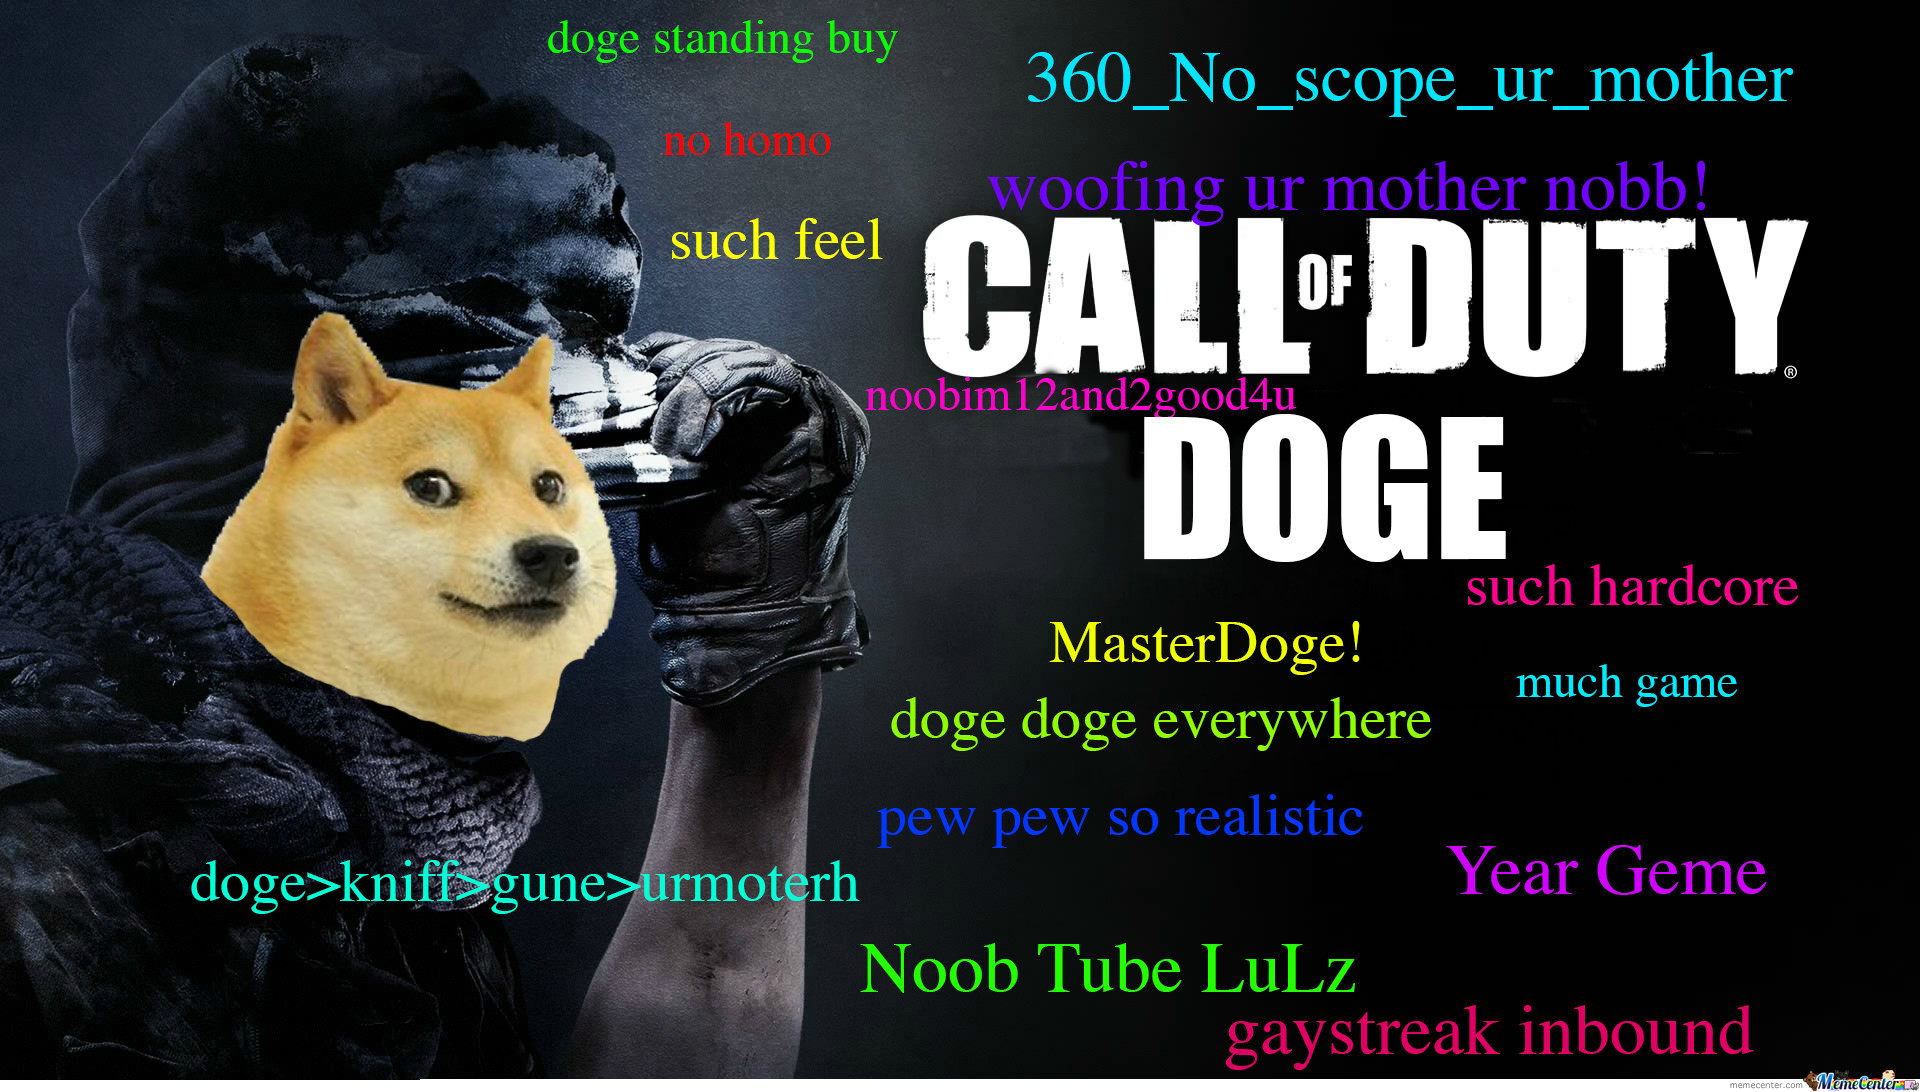 doge standing buy
360_No_scope_ur_mother
no homo
woofing ur mother nobb!
such feel
CALL OF DUTY®
noobim12and2good4u
DOGE
such hardcore
MasterDoge!
much game
doge doge everywhere
pew pew so realistic
Year Geme
doge>kniff>gune>urmoterh
Noob Tube LuLz
gaystreak inbound
memecenter.com MemeCenter